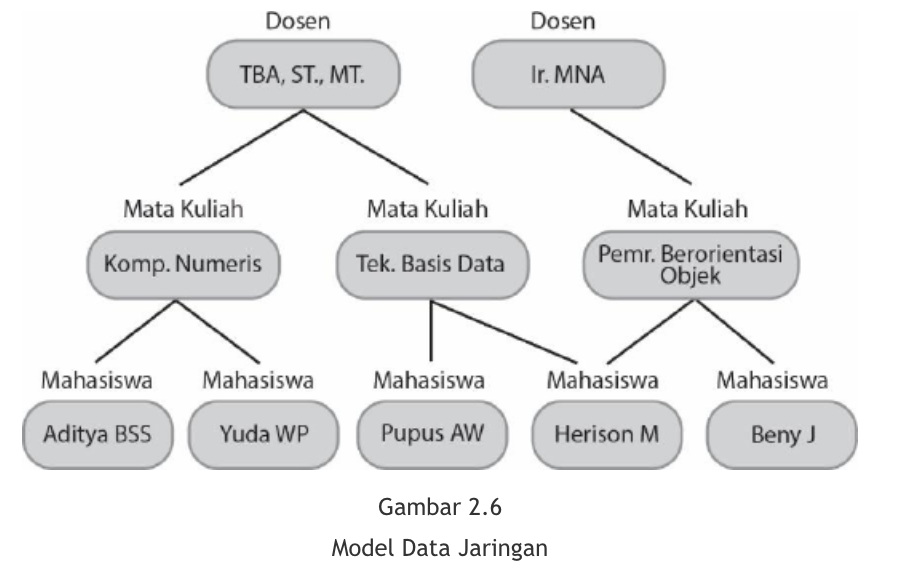 Dosen
Dosen
TBA, ST., MT.
Ir. MNA
Mata Kuliah
Mata Kuliah
Mata Kuliah
Komp. Numeris
Tek. Basis Data
Pemr. Berorientasi
Objek
Mahasiswa
Mahasiswa
Mahasiswa
Mahasiswa
Mahasiswa
Aditya BSS
Yuda WP
Pupus AW
Herison M
Beny J
Gambar 2.6
Model Data Jaringan